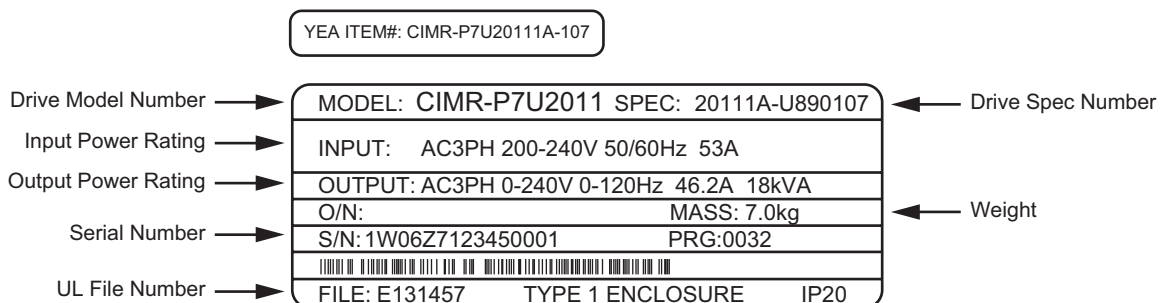 YEA ITEM#: CIMR-P7U20111A-107
Drive Model Number
MODEL: CIMR-P7U2011 SPEC: 20111A-U890107
Drive Spec Number
Input Power Rating
INPUT: AC3PH 200-240V 50/60Hz 53A
Output Power Rating
OUTPUT: AC3PH 0-240V 0-120Hz 46.2A 18kVA
O/N: MASS: 7.0kg
Weight
Serial Number
S/N: 1W06Z7123450001 PRG:0032
UL File Number
FILE: E131457 TYPE 1 ENCLOSURE IP20